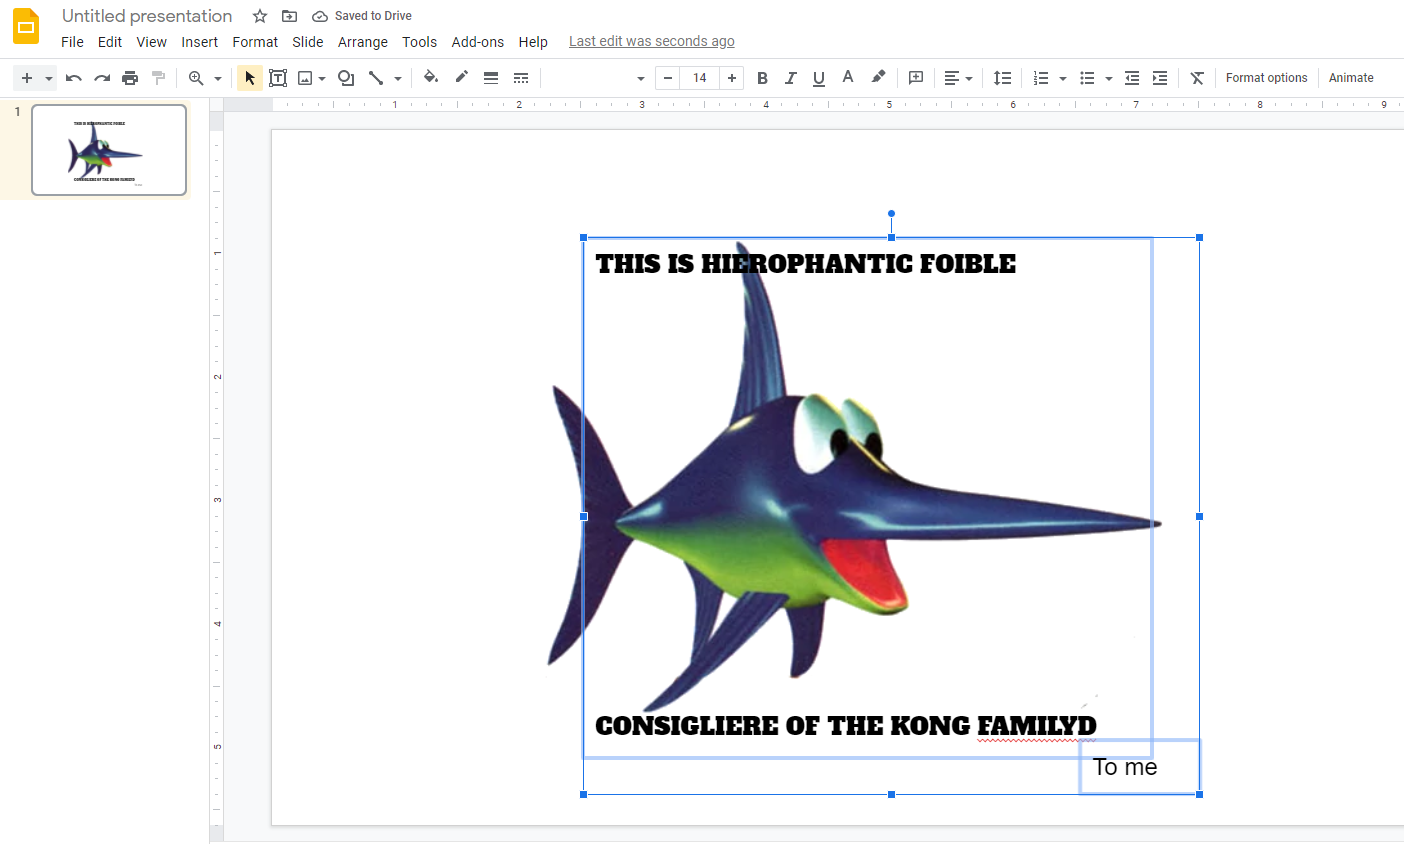 Untitled presentation
Saved to Drive
File Edit View Insert Format Slide Arrange Tools Add-ons Help Last edit was seconds ago
14 B I U A Format options Animate
1 2 3 4 5 6 7 8 9
1
THIS IS HIEROPHANTIC FOIBLE
CONSIGLIERE OF THE KONG FAMILYD
To me
1
2
3
4
5
THIS IS HIEROPHANTIC FOIBLE
CONSIGLIERE OF THE KONG FAMILYD
To me